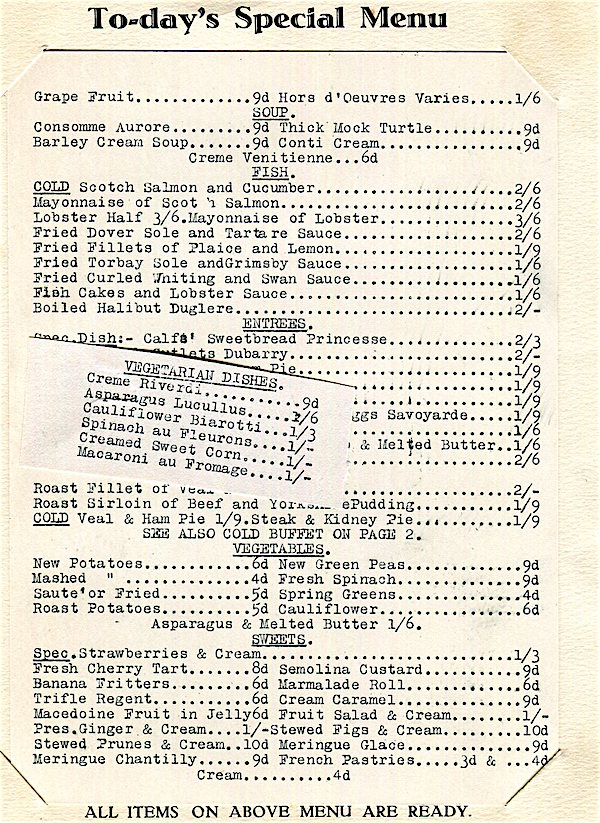 To-day's Special Menu
Grape Fruit.............9d Hors d'Oeuvres Varies.....1/6
SOUP.
Consomme Aurore.........9d Thick Mock Turtle..........9d
Barley Cream Soup.......9d Conti Cream................9d
Creme Venitienne...6d
FISH.
COLD Scotch Salmon and Cucumber.......................2/6
Mayonnaise of Scotch Salmon...........................2/6
Lobster Half 3/6.Mayonnaise of Lobster................3/6
Fried Dover Sole and Tartare Sauce....................2/6
Fried Fillets of Plaice and Lemon.....................1/9
Fried Torbay Sole andGrimsby Sauce....................1/6
Fried Curled Whiting and Swan Sauce...................1/6
Fish Cakes and Lobster Sauce..........................1/6
Boiled Halibut Duglere................................2/-
ENTREES.
Spec.Dish:- Calfs' Sweetbread Princesse...............2/3
Cutlets Dubarry.......................2/-
Pie...........................1/9
1/9
1/9
ggs Savoyarde.....1/9
1/6
& Melted Butter..1/6
2/6
VEGETARIAN DISHES.
Creme Riverdi...........9d
Asparagus Lucullus.....1/6
Cauliflower Biarotti...1/3
Spinach au Fleurons....1/-
Creamed Sweet Corn.....1/-
Macaroni au Fromage....1/-
Roast Fillet of Veal 2/-
Roast Sirloin of Beef and Yorkshire Pudding...........1/9
COLD Veal & Ham Pie 1/9.Steak & Kidney Pie............1/9
SEE ALSO COLD BUFFET ON PAGE 2.
VEGETABLES.
New Potatoes............6d New Green Peas.............9d
Mashed " ..............4d Fresh Spinach..............9d
Saute'or Fried..........5d Spring Greens..............4d
Roast Potatoes..........5d Cauliflower................6d
Asparagus & Melted Butter 1/6.
SWEETS.
Spec.Strawberries & Cream.............................1/3
Fresh Cherry Tart.......8d Semolina Custard...........9d
Banana Fritters.........6d Marmalade Roll.............6d
Trifle Regent...........6d Cream Caramel..............9d
Macedoine Fruit in Jelly6d Fruit Salad & Cream.......1/-
Pres.Ginger & Cream....1/-Stewed Figs & Cream.........10d
Stewed Prunes & Cream..10d Meringue Glace.............9d
Meringue Chantilly......9d French Pastries.....3d & ...4d
Cream..........4d
ALL ITEMS ON ABOVE MENU ARE READY.